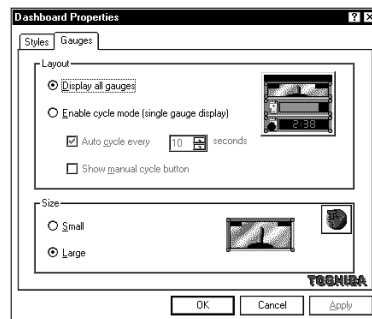 Dashboard Properties
Styles
Gauges
Layout
Display all gauges
Enable cycle mode (single gauge display)
Auto cycle every 10 seconds
Show manual cycle button
2:38
Size
Small
Large
TOSHIBA
OK Cancel Apply